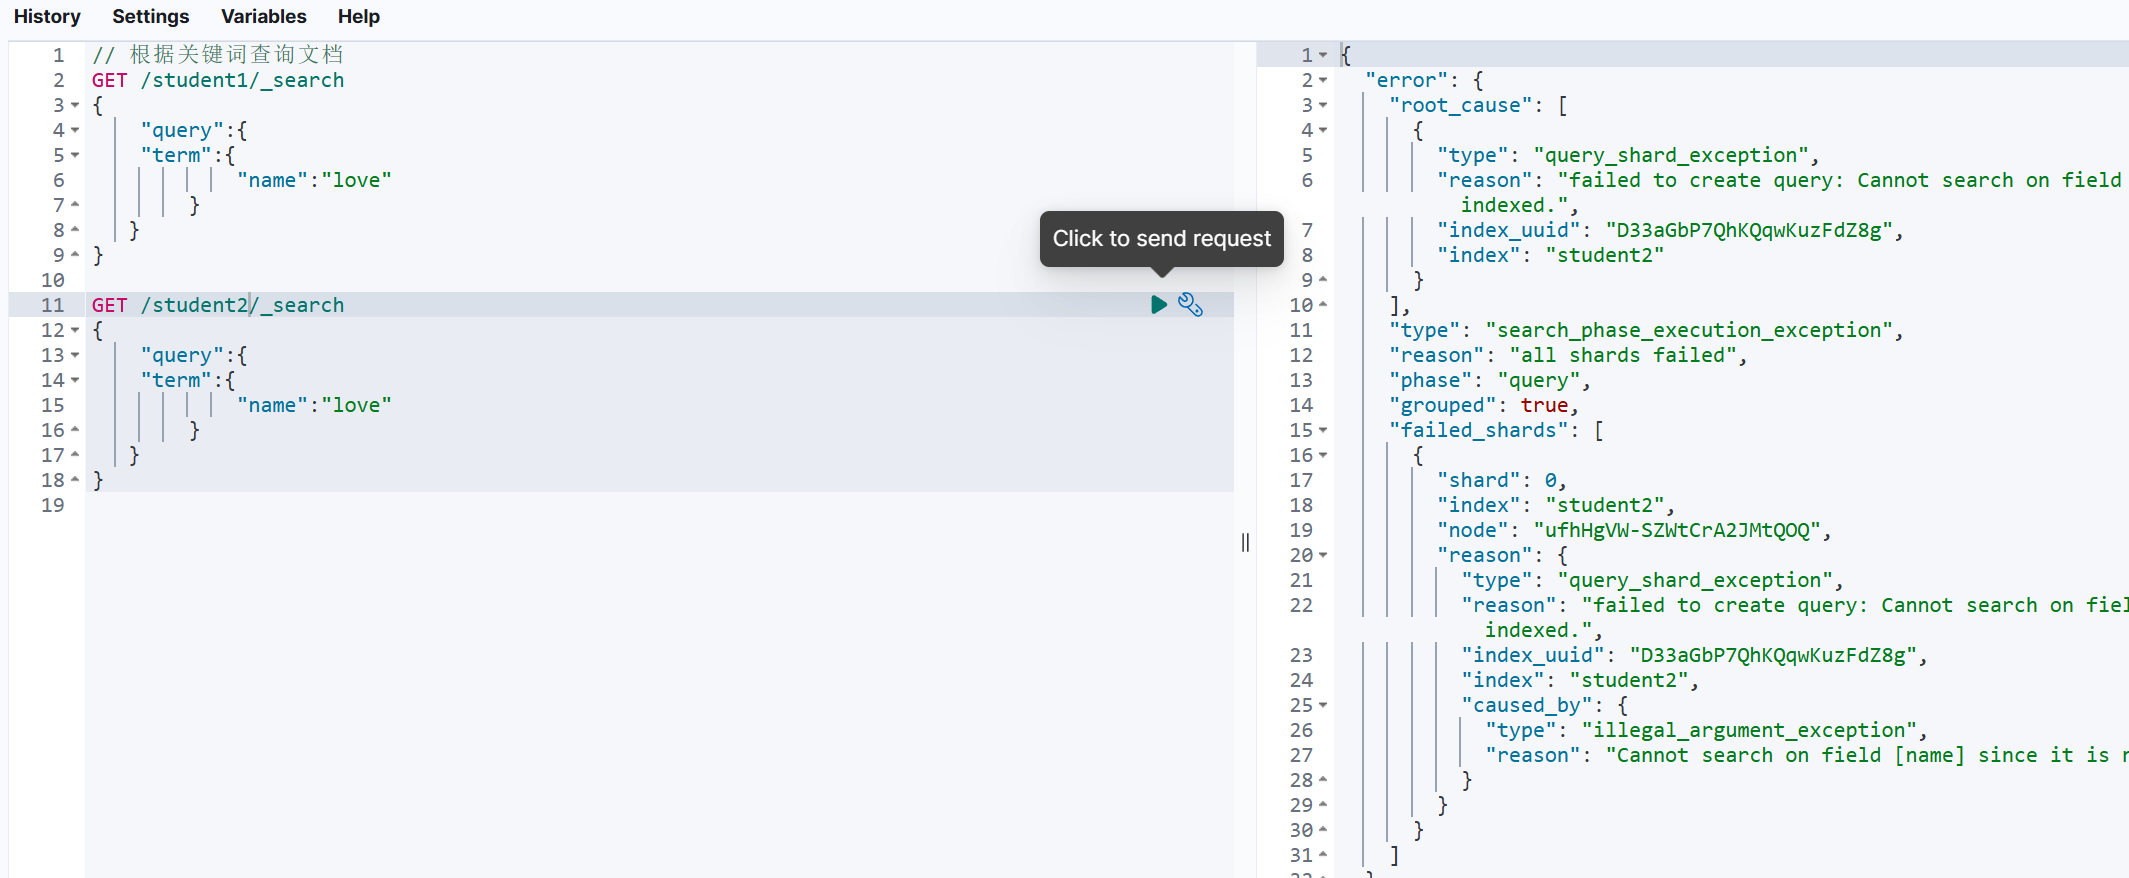 History Settings Variables Help
1 // 根据关键词查询文档
2 GET /student1/_search
3 {
4 "query":{
5 "term":{
6 "name":"love"
7 }
8 }
9 }
10
11 GET /student2/_search
12 {
13 "query":{
14 "term":{
15 "name":"love"
16 }
17 }
18 }
19
Click to send request
1 {
2 "error": {
3 "root_cause": [
4 {
5 "type": "query_shard_exception",
6 "reason": "failed to create query: Cannot search on field
indexed.",
7 "index_uuid": "D33aGbP7QhKQqwKuzFdZ8g",
8 "index": "student2"
9 }
10 ],
11 "type": "search_phase_execution_exception",
12 "reason": "all shards failed",
13 "phase": "query",
14 "grouped": true,
15 "failed_shards": [
16 {
17 "shard": 0,
18 "index": "student2",
19 "node": "ufhHgVW-SZWtCrA2JMtQOQ",
20 "reason": {
21 "type": "query_shard_exception",
22 "reason": "failed to create query: Cannot search on
indexed.",
23 "index_uuid": "D33aGbP7QhKQqwKuzFdZ8g",
24 "index": "student2",
25 "caused_by": {
26 "type": "illegal_argument_exception",
27 "reason": "Cannot search on field [name] since it is
28 }
29 }
30 }
31 ]